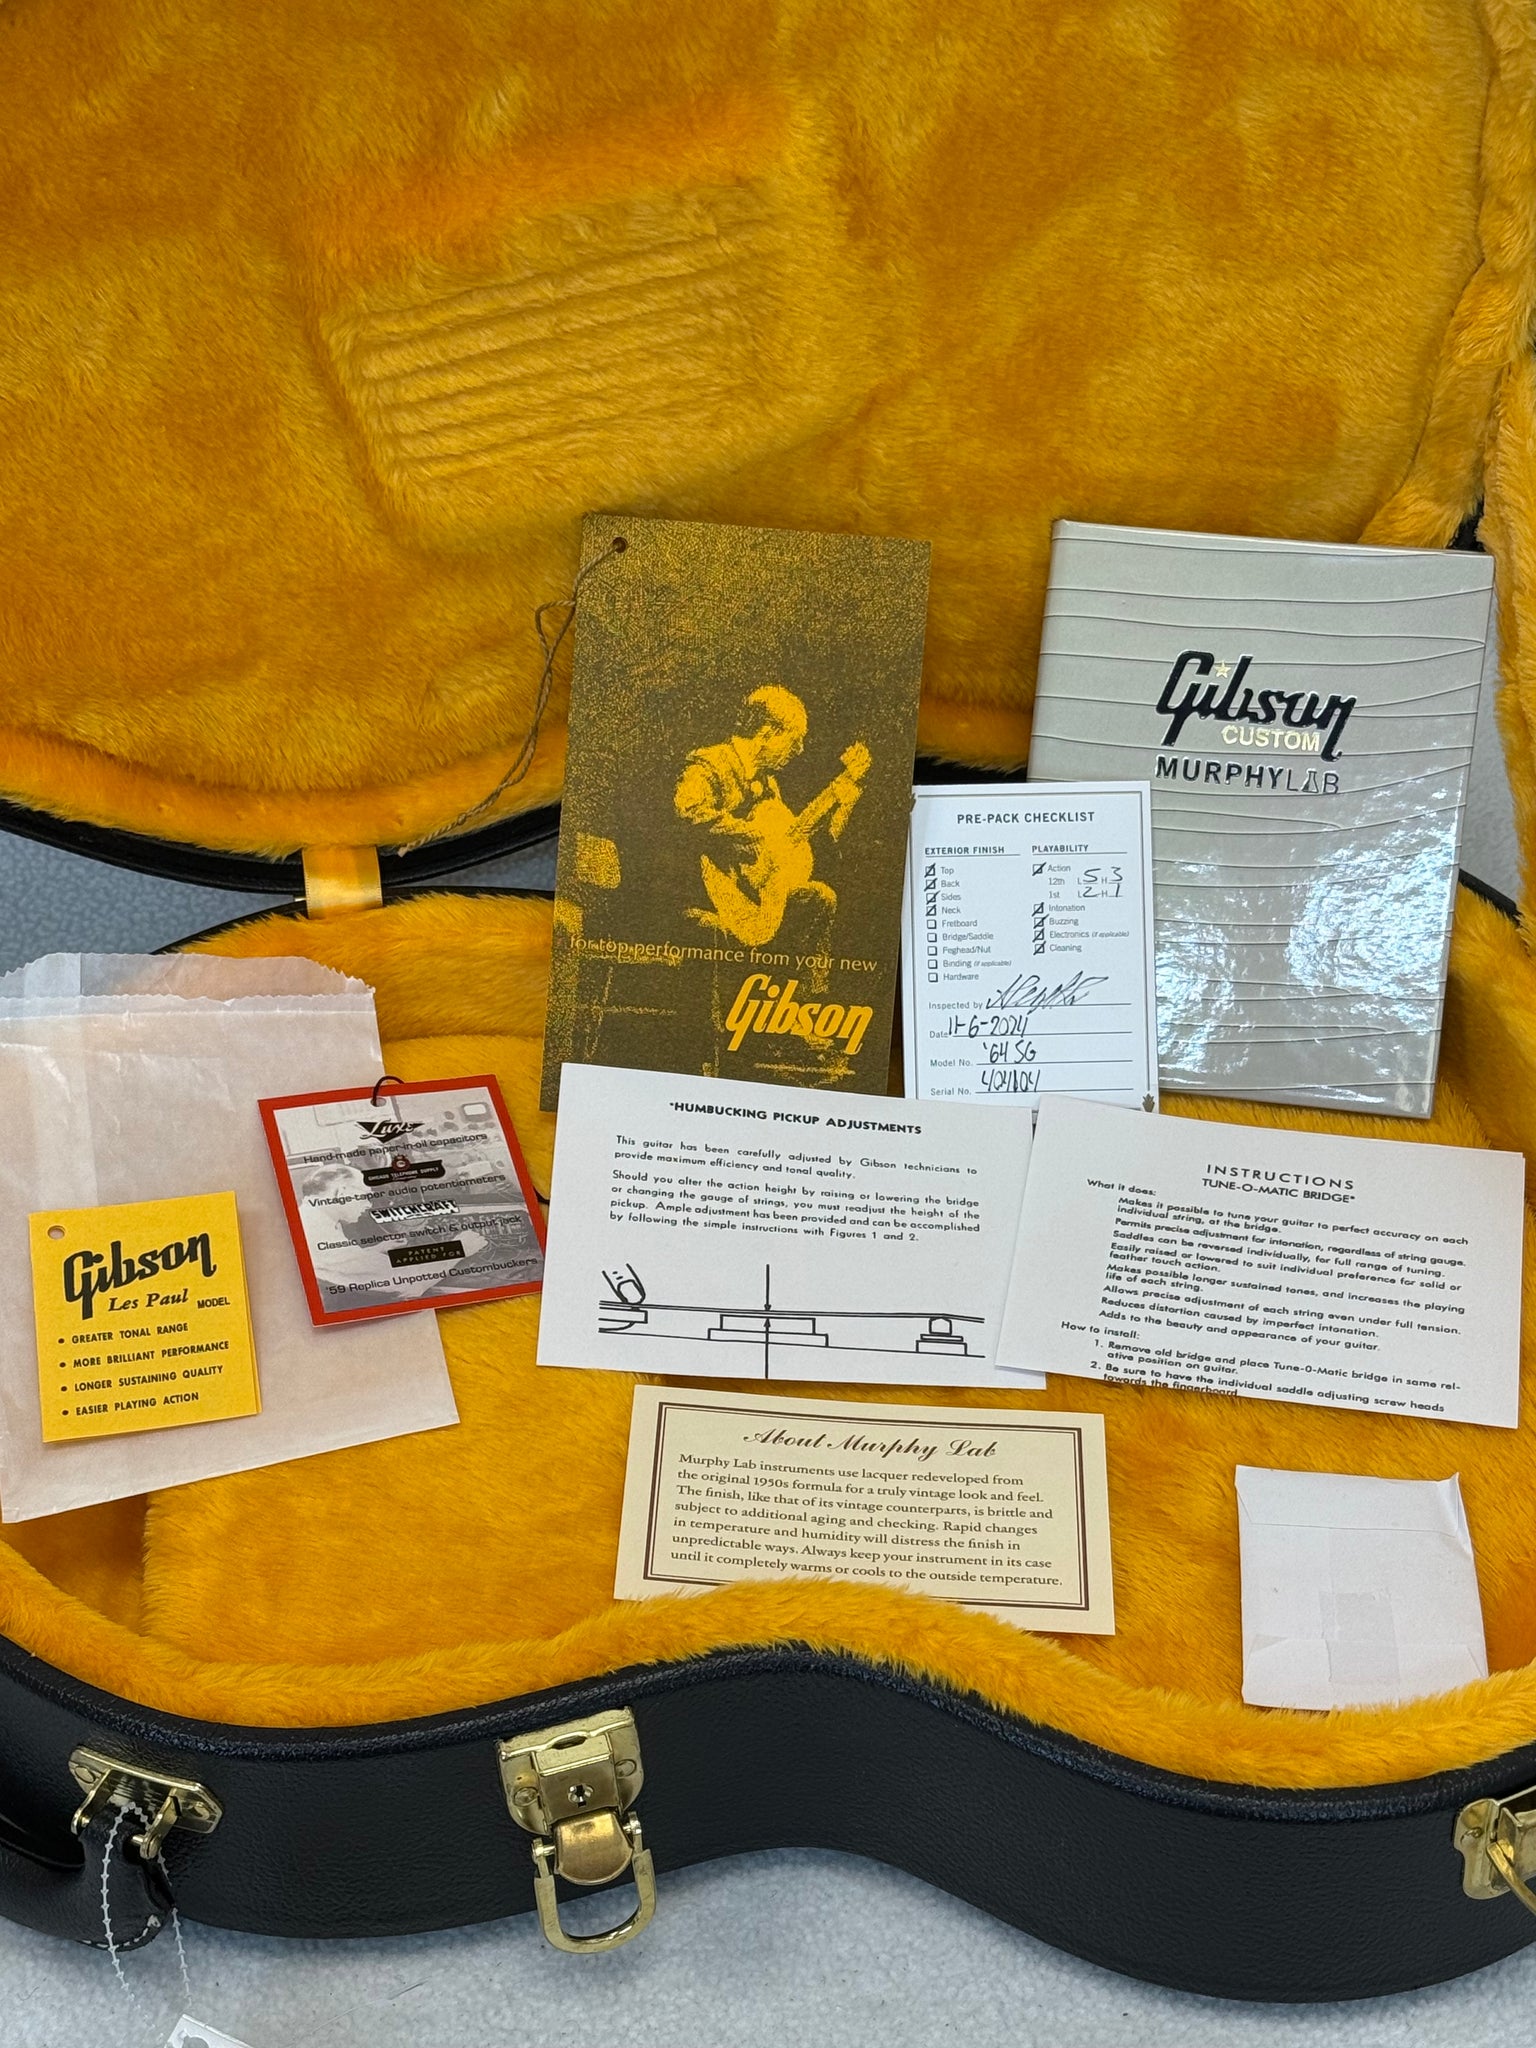 for top performance from your new
Gibson
Gibson
CUSTOM
MURPHYLAB
PRE-PACK CHECKLIST
EXTERIOR FINISH
Top
Back
Sides
Neck
Fretboard
Bridge/Saddle
Peghead/Nut
Binding (if applicable)
Hardware
PLAYABILITY
Action
12th L 5 H 3
1st L 2 H 1
Intonation
Buzzing
Electronics (if applicable)
Cleaning
Inspected by
Date 11-6-2024
Model No. '64 SG
Serial No.
Luxe
Hand-made paper-in-oil capacitors
CHICAGO TELEPHONE SUPPLY
Vintage-taper audio potentiometers
SWITCHCRAFT
Classic selector switch & output jack
PATENT
APPLIED FOR
'59 Replica Unpotted Custombuckers
Gibson
Les Paul MODEL
• GREATER TONAL RANGE
• MORE BRILLIANT PERFORMANCE
• LONGER SUSTAINING QUALITY
• EASIER PLAYING ACTION
*HUMBUCKING PICKUP ADJUSTMENTS
This guitar has been carefully adjusted by Gibson technicians to
provide maximum efficiency and tonal quality.
Should you alter the action height by raising or lowering the bridge
or changing the gauge of strings, you must readjust the height of the
pickup. Ample adjustment has been provided and can be accomplished
by following the simple instructions with Figures 1 and 2.
INSTRUCTIONS
TUNE-O-MATIC BRIDGE*
What it does:
Makes it possible to tune your guitar to perfect accuracy on each
individual string, at the bridge.
Permits precise adjustment for intonation, regardless of string gauge.
Saddles can be reversed individually, for full range of tuning.
Easily raised or lowered to suit individual preference for solid or
feather touch action.
Makes possible longer sustained tones, and increases the playing
life of each string.
Allows precise adjustment of each string even under full tension.
Reduces distortion caused by imperfect intonation.
Adds to the beauty and appearance of your guitar.
How to install:
1. Remove old bridge and place Tune-O-Matic bridge in same rel-
ative position on guitar.
2. Be sure to have the individual saddle adjusting screw heads
towards the fingerboard
About Murphy Lab
Murphy Lab instruments use lacquer redeveloped from
the original 1950s formula for a truly vintage look and feel.
The finish, like that of its vintage counterparts, is brittle and
subject to additional aging and checking. Rapid changes
in temperature and humidity will distress the finish in
unpredictable ways. Always keep your instrument in its case
until it completely warms or cools to the outside temperature.